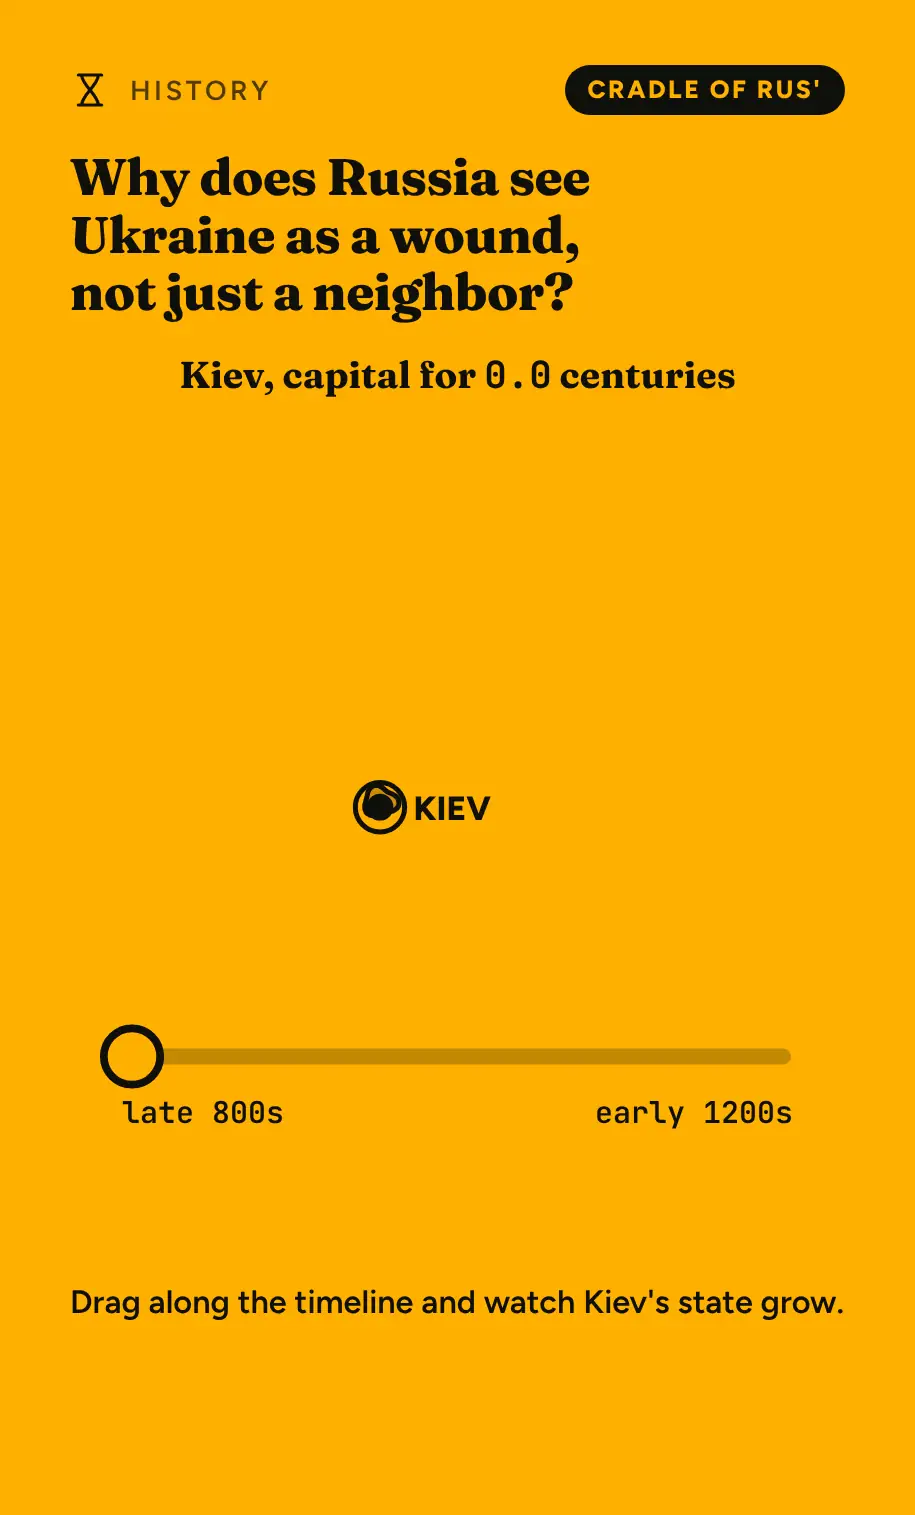 HISTORY
CRADLE OF RUS'
Why does Russia see
Ukraine as a wound,
not just a neighbor?
Kiev, capital for 0.0 centuries
KIEV
late 800s
early 1200s
Drag along the timeline and watch Kiev's state grow.